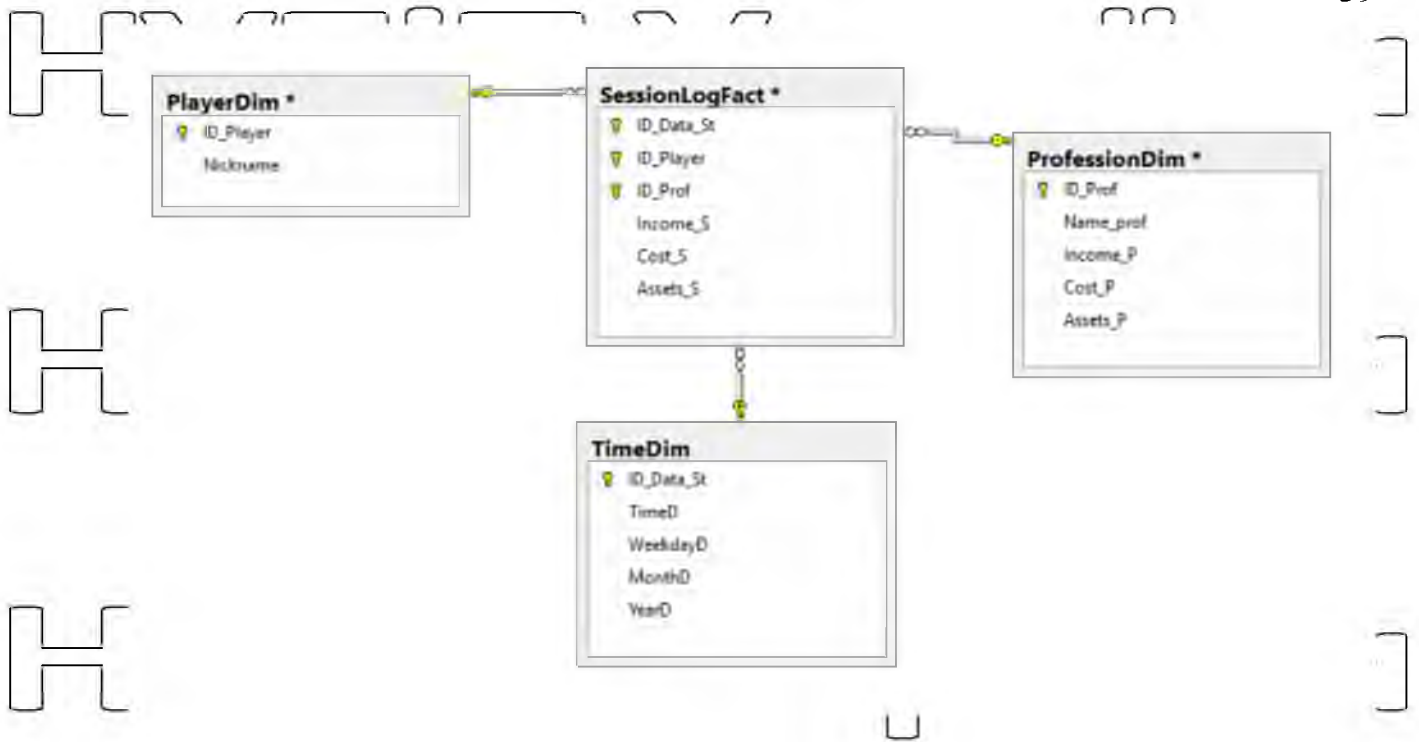 PlayerDim *
ID_Player
Nickname
SessionLogFact *
ID_Data_St
ID_Player
ID_Prof
Income_S
Cost_S
Assets_S
ProfessionDim *
ID_Prof
Name_prof
Income_P
Cost_P
Assets_P
TimeDim
ID_Data_St
TimeD
WeekdayD
MonthD
YearD